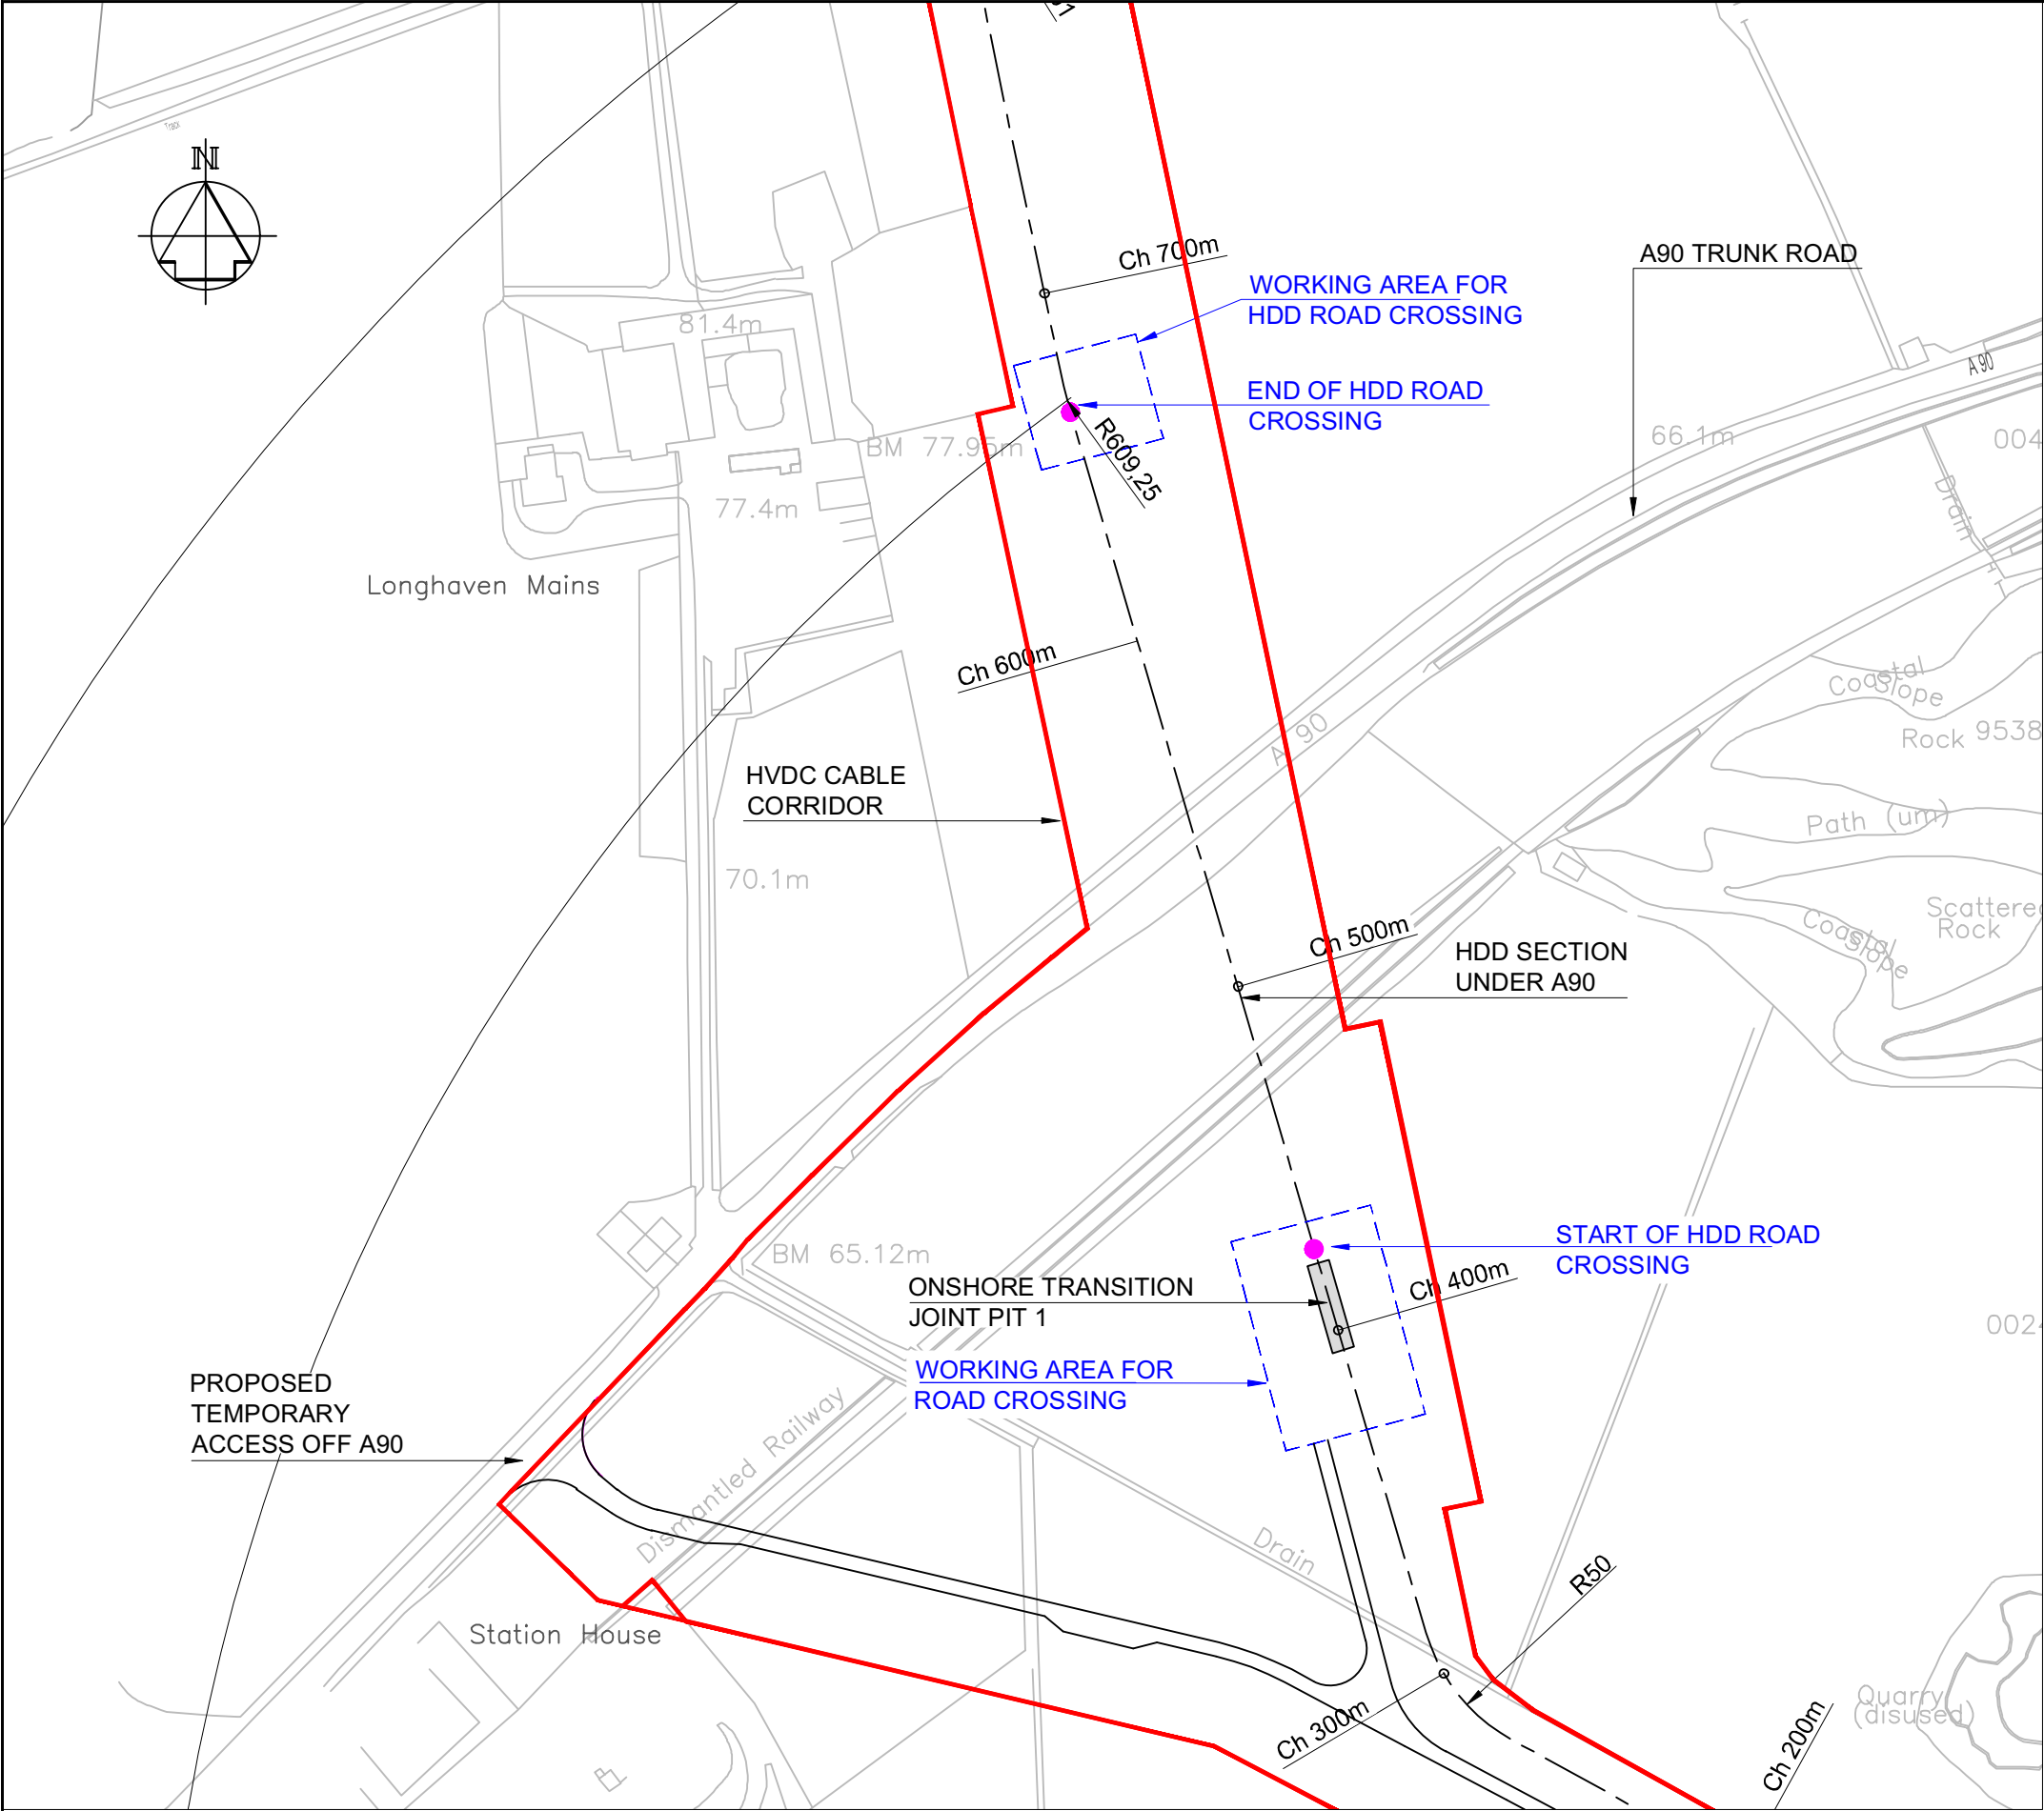 Track
N
Ch 700m
A90 TRUNK ROAD
WORKING AREA FOR
HDD ROAD CROSSING
81.4m
A 90
END OF HDD ROAD
CROSSING
R609,25
BM 77.95m
66.1m
004
77.4m
Drain
Longhaven Mains
Ch 600m
Coastal
Slope
Rock 9538
A 90
HVDC CABLE
CORRIDOR
Path (um)
70.1m
Scattered
Rock
Coastal
Slope
Ch 500m
HDD SECTION
UNDER A90
START OF HDD ROAD
CROSSING
BM 65.12m
ONSHORE TRANSITION
JOINT PIT 1
Ch 400m
002
WORKING AREA FOR
ROAD CROSSING
PROPOSED
TEMPORARY
ACCESS OFF A90
Dismantled Railway
Drain
R50
Station House
Quarry
(disused)
Ch 300m
Ch 200m